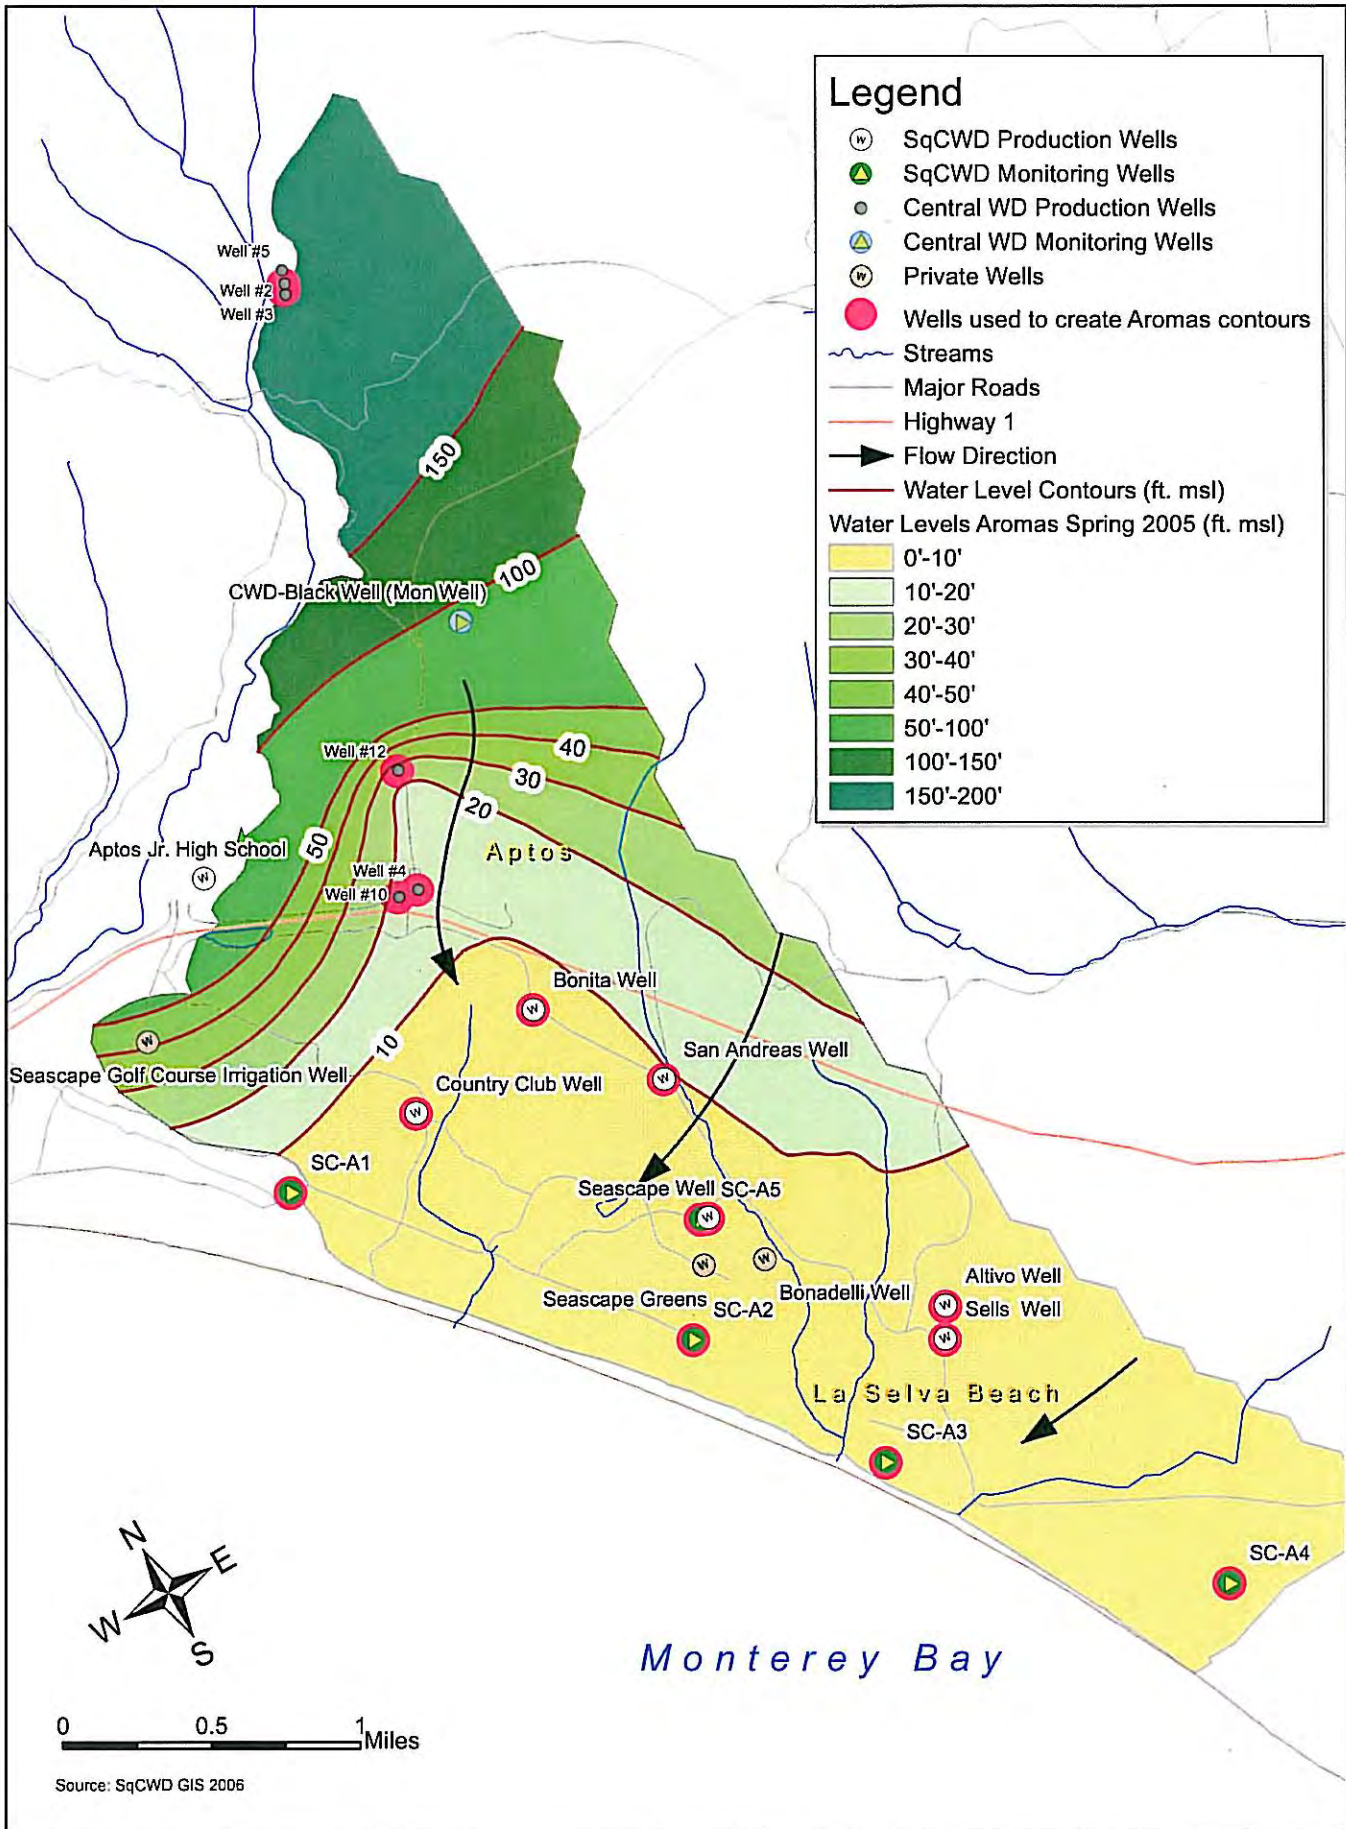 Legend
w SqCWD Production Wells
SqCWD Monitoring Wells
Central WD Production Wells
Central WD Monitoring Wells
w Private Wells
Wells used to create Aromas contours
Streams
Major Roads
Highway 1
Flow Direction
Water Level Contours (ft. msl)
Water Levels Aromas Spring 2005 (ft. msl)
0'-10'
10'-20'
20'-30'
30'-40'
40'-50'
50'-100'
100'-150'
150'-200'
Well #5
Well #2
Well #3
150
100
CWD-Black Well (Mon Well)
Well #12
40
30
20
50
Aptos
Aptos Jr. High School
w
Well #4
Well #10
10
Bonita Well
w
w
Seascape Golf Course Irrigation Well
San Andreas Well
w
Country Club Well
w
SC-A1
Seascape Well SC-A5
w
w
w
Bonadelli Well
Seascape Greens
SC-A2
Altivo Well
w
Sells Well
w
La Selva Beach
SC-A3
SC-A4
N
E
W
S
Monterey Bay
0 0.5 1 Miles
Source: SqCWD GIS 2006